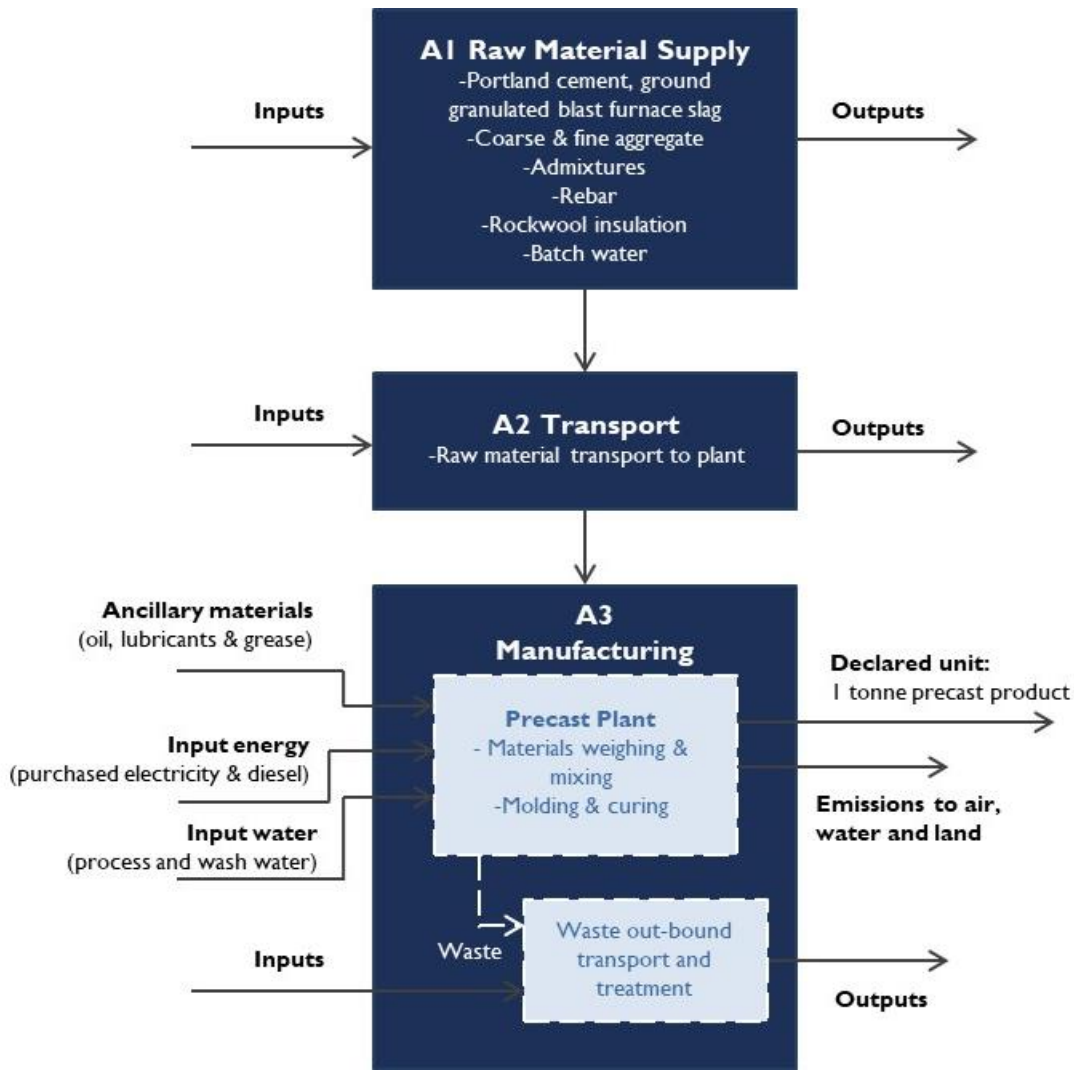 A1 Raw Material Supply
-Portland cement, ground
granulated blast furnace slag
-Coarse & fine aggregate
-Admixtures
-Rebar
-Rockwool insulation
-Batch water
Inputs
Outputs
A2 Transport
-Raw material transport to plant
Inputs
Outputs
A3
Manufacturing
Ancillary materials
(oil, lubricants & grease)
Input energy
(purchased electricity & diesel)
Input water
(process and wash water)
Precast Plant
- Materials weighing &
mixing
-Molding & curing
Declared unit:
1 tonne precast product
Emissions to air,
water and land
Waste
Waste out-bound
transport and
treatment
Inputs
Outputs